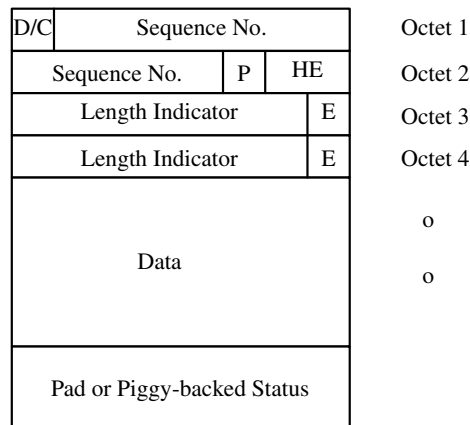 D/C Sequence No. Octet 1
Sequence No. P HE Octet 2
Length Indicator E Octet 3
Length Indicator E Octet 4
o
Data
o
Pad or Piggy-backed Status